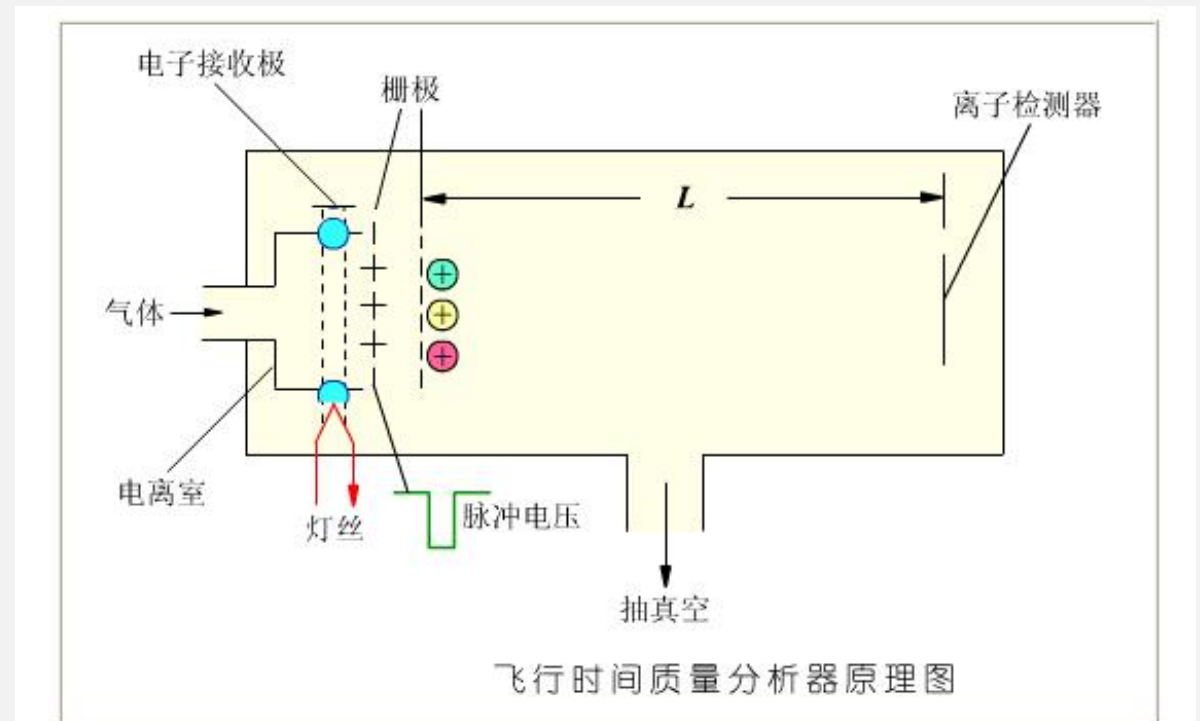 电子接收极
栅极
离子检测器
L
气体
电离室
灯丝
脉冲电压
抽真空
飞行时间质量分析器原理图